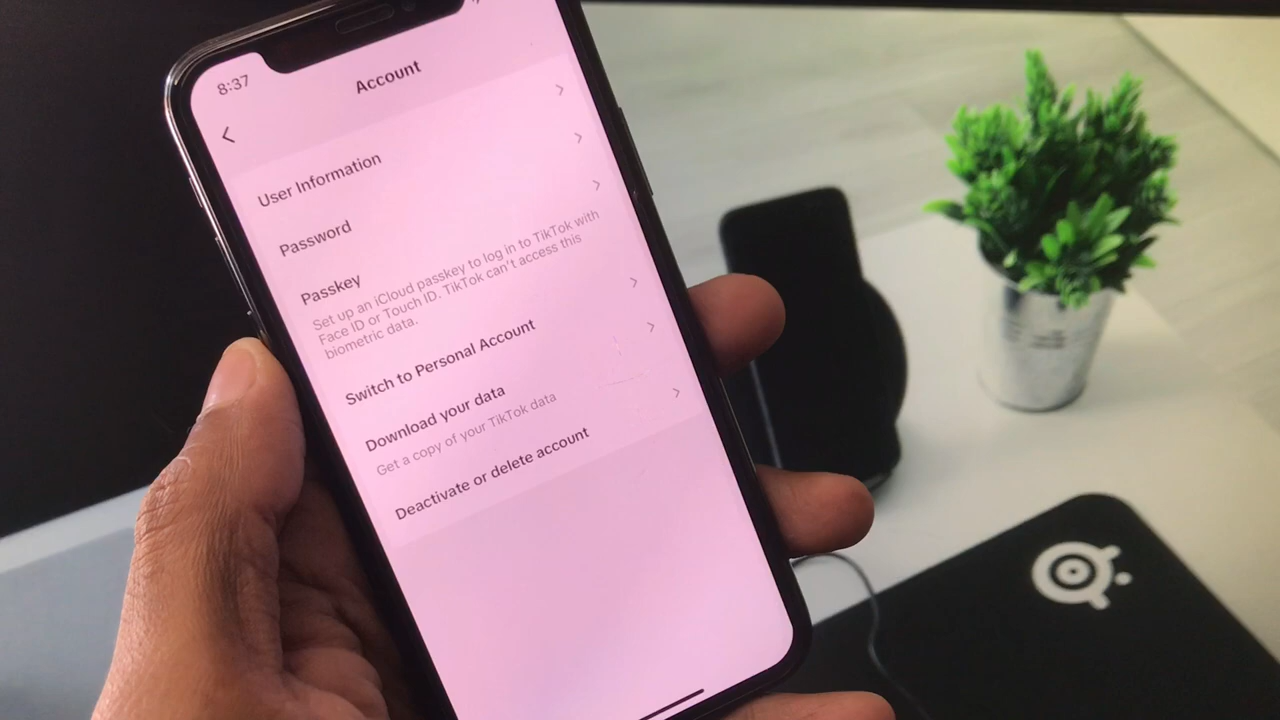 8:37
Account
User Information
Password
Passkey
Set up an iCloud passkey to log in to TikTok with
Face ID or Touch ID. TikTok can't access this
biometric data.
Switch to Personal Account
Download your data
Get a copy of your TikTok data
Deactivate or delete account